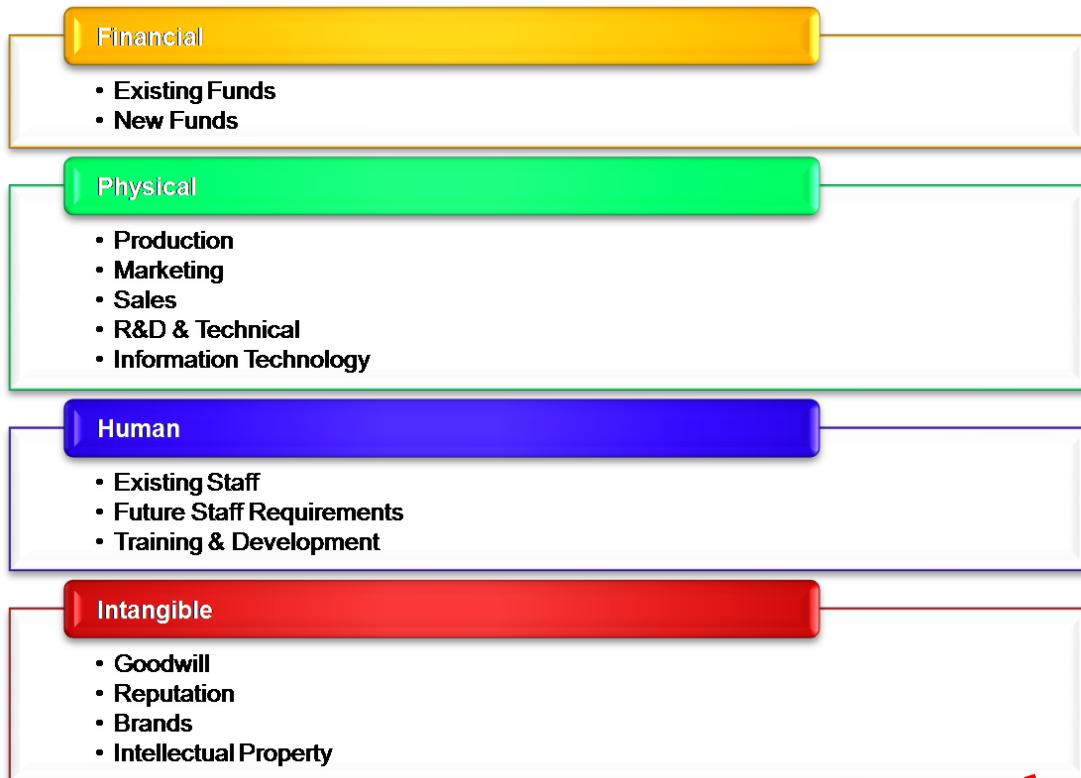 Financial
• Existing Funds
• New Funds
Physical
• Production
• Marketing
• Sales
• R&D & Technical
• Information Technology
Human
• Existing Staff
• Future Staff Requirements
• Training & Development
Intangible
• Goodwill
• Reputation
• Brands
• Intellectual Property